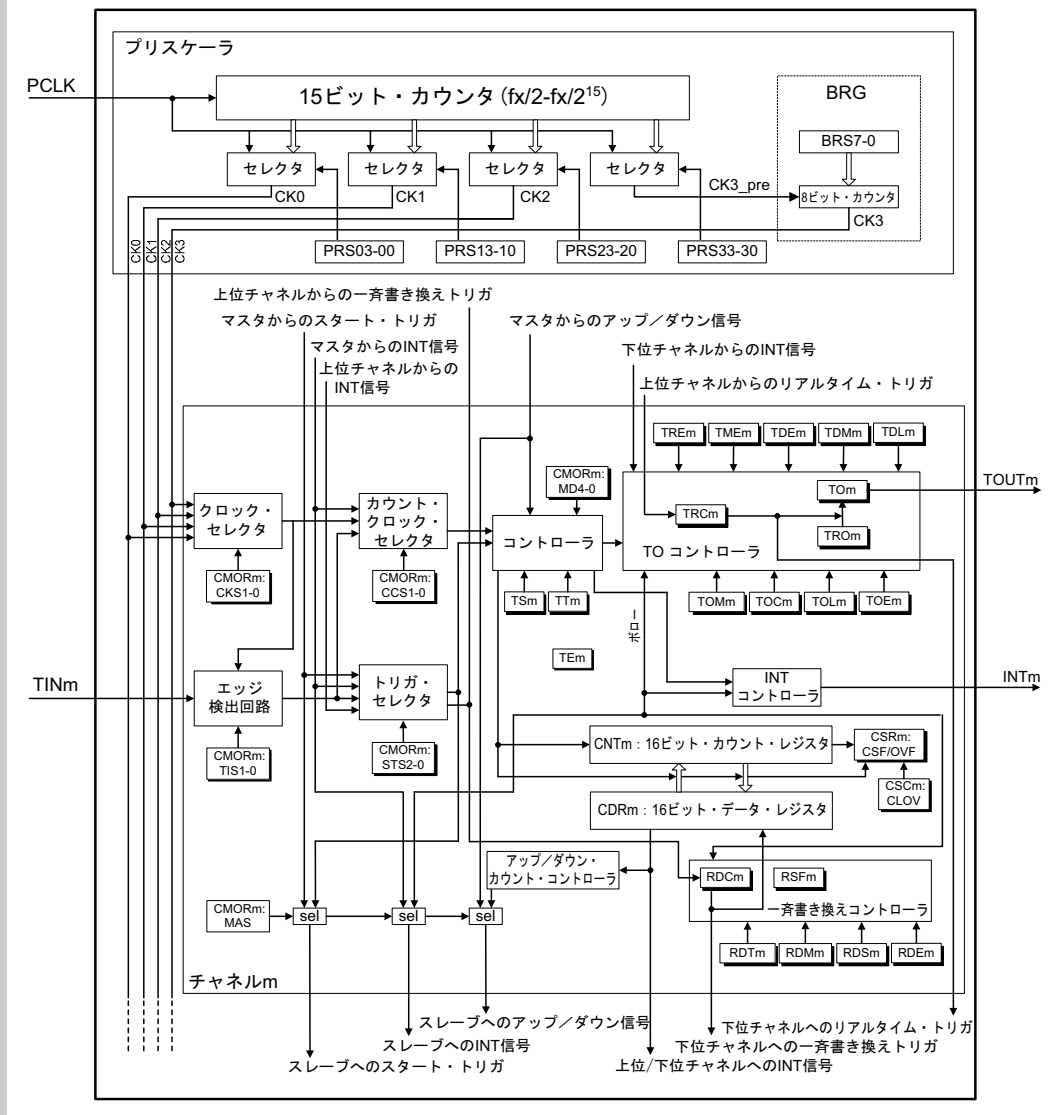 プリスケーラ
PCLK
15ビット・カウンタ (fx/2-fx/2¹⁵)
BRG
BRS7-0
セレクタ
セレクタ
セレクタ
セレクタ
CK3_pre
8ビット・カウンタ
CK0
CK1
CK2
CK3
CK0
CK1
CK2
CK3
PRS03-00
PRS13-10
PRS23-20
PRS33-30
上位チャネルからの一斉書き換えトリガ
マスタからのスタート・トリガ
マスタからのアップ／ダウン信号
マスタからのINT信号
下位チャネルからのINT信号
上位チャネルからの
INT信号
上位チャネルからのリアルタイム・トリガ
TREm
TMEm
TDEm
TDMm
TDLm
CMORm:
MD4-0
TOm
TOUTm
クロック・
セレクタ
カウント・
クロック・
セレクタ
コントローラ
TRCm
TROm
TO コントローラ
CMORm:
CKS1-0
CMORm:
CCS1-0
TSm
TTm
TOMm
TOCm
TOLm
TOEm
ボロー
TEm
TINm
エッジ
検出回路
トリガ・
セレクタ
INT
コントローラ
INTm
CMORm:
TIS1-0
CMORm:
STS2-0
CNTm : 16ビット・カウント・レジスタ
CSRm:
CSF/OVF
CSCm:
CLOV
CDRm : 16ビット・データ・レジスタ
アップ／ダウン・
カウント・コントローラ
RDCm
RSFm
一斉書き換えコントローラ
CMORm:
MAS
sel
sel
sel
RDTm
RDMm
RDSm
RDEm
チャネルm
スレーブへのアップ／ダウン信号
下位チャネルへのリアルタイム・トリガ
スレーブへのINT信号
下位チャネルへの一斉書き換えトリガ
スレーブへのスタート・トリガ
上位/下位チャネルへのINT信号